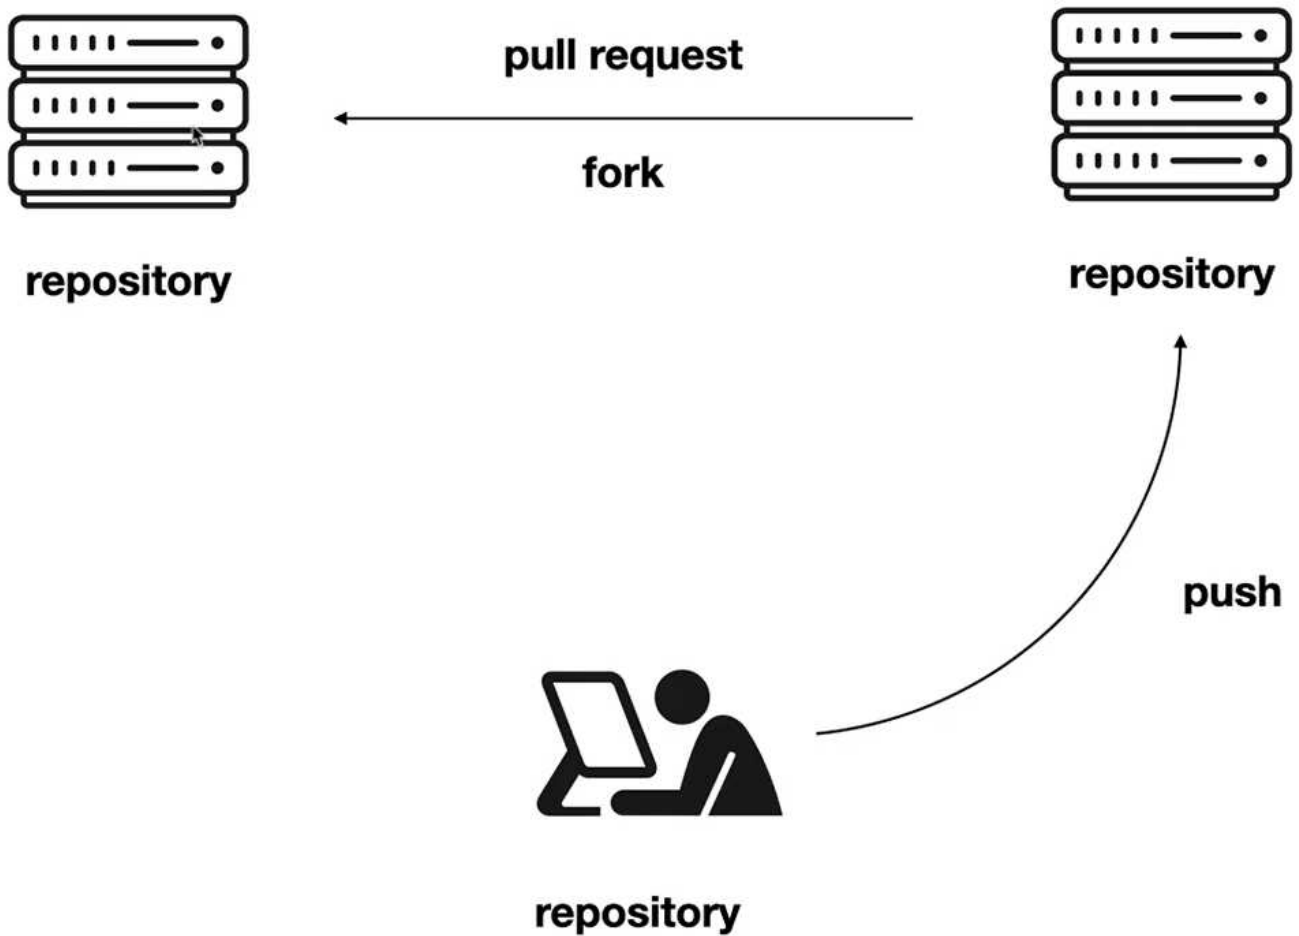 pull request
fork
repository
repository
push
repository